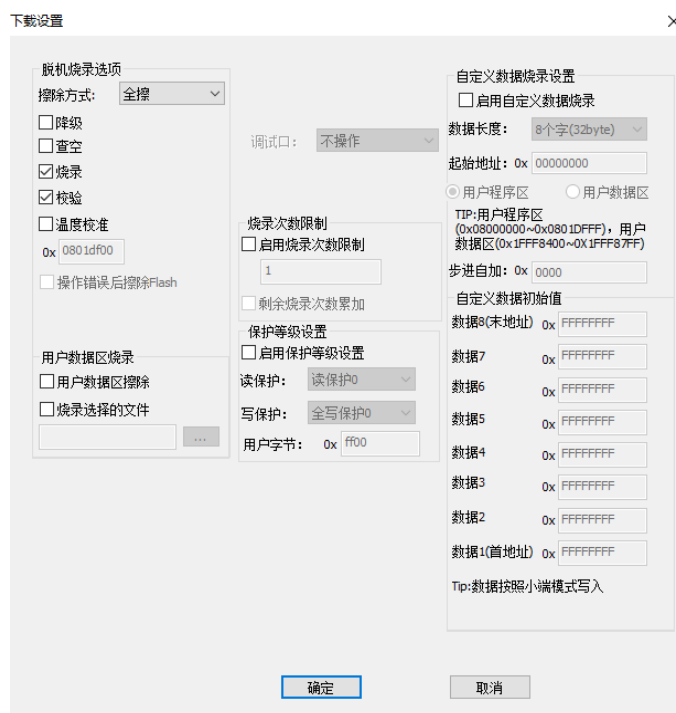 下载设置
脱机烧录选项
擦除方式: 全擦
降级
查空
烧录
校验
温度校准
0x 0801df00
操作错误后擦除Flash
用户数据区烧录
用户数据区擦除
烧录选择的文件
...
调试口: 不操作
烧录次数限制
启用烧录次数限制
1
剩余烧录次数累加
保护等级设置
启用保护等级设置
读保护: 读保护0
写保护: 全写保护0
用户字节: 0x ff00
自定义数据烧录设置
启用自定义数据烧录
数据长度: 8个字(32byte)
起始地址: 0x 00000000
用户程序区 用户数据区
TIP:用户程序区
(0x08000000~0x0801DFFF), 用户
数据区(0x1FFF8400~0X1FFF87FF)
步进自加: 0x 0000
自定义数据初始值
数据8(末地址) 0x FFFFFFFF
数据7 0x FFFFFFFF
数据6 0x FFFFFFFF
数据5 0x FFFFFFFF
数据4 0x FFFFFFFF
数据3 0x FFFFFFFF
数据2 0x FFFFFFFF
数据1(首地址) 0x FFFFFFFF
Tip:数据按照小端模式写入
确定 取消